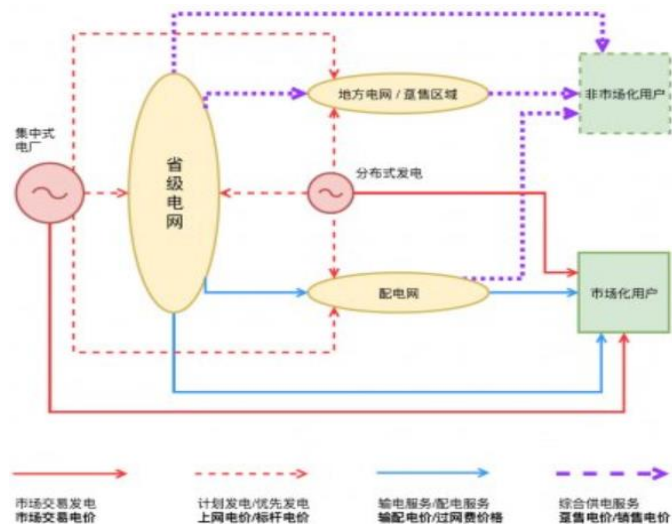 集中式
电厂
省级电网
地方电网 / 趸售区域
非市场化用户
分布式发电
配电网
市场化用户
市场交易发电
市场交易电价
计划发电/优先发电
上网电价/标杆电价
输电服务/配电服务
输配电价/过网费价格
综合供电服务
趸售电价/销售电价